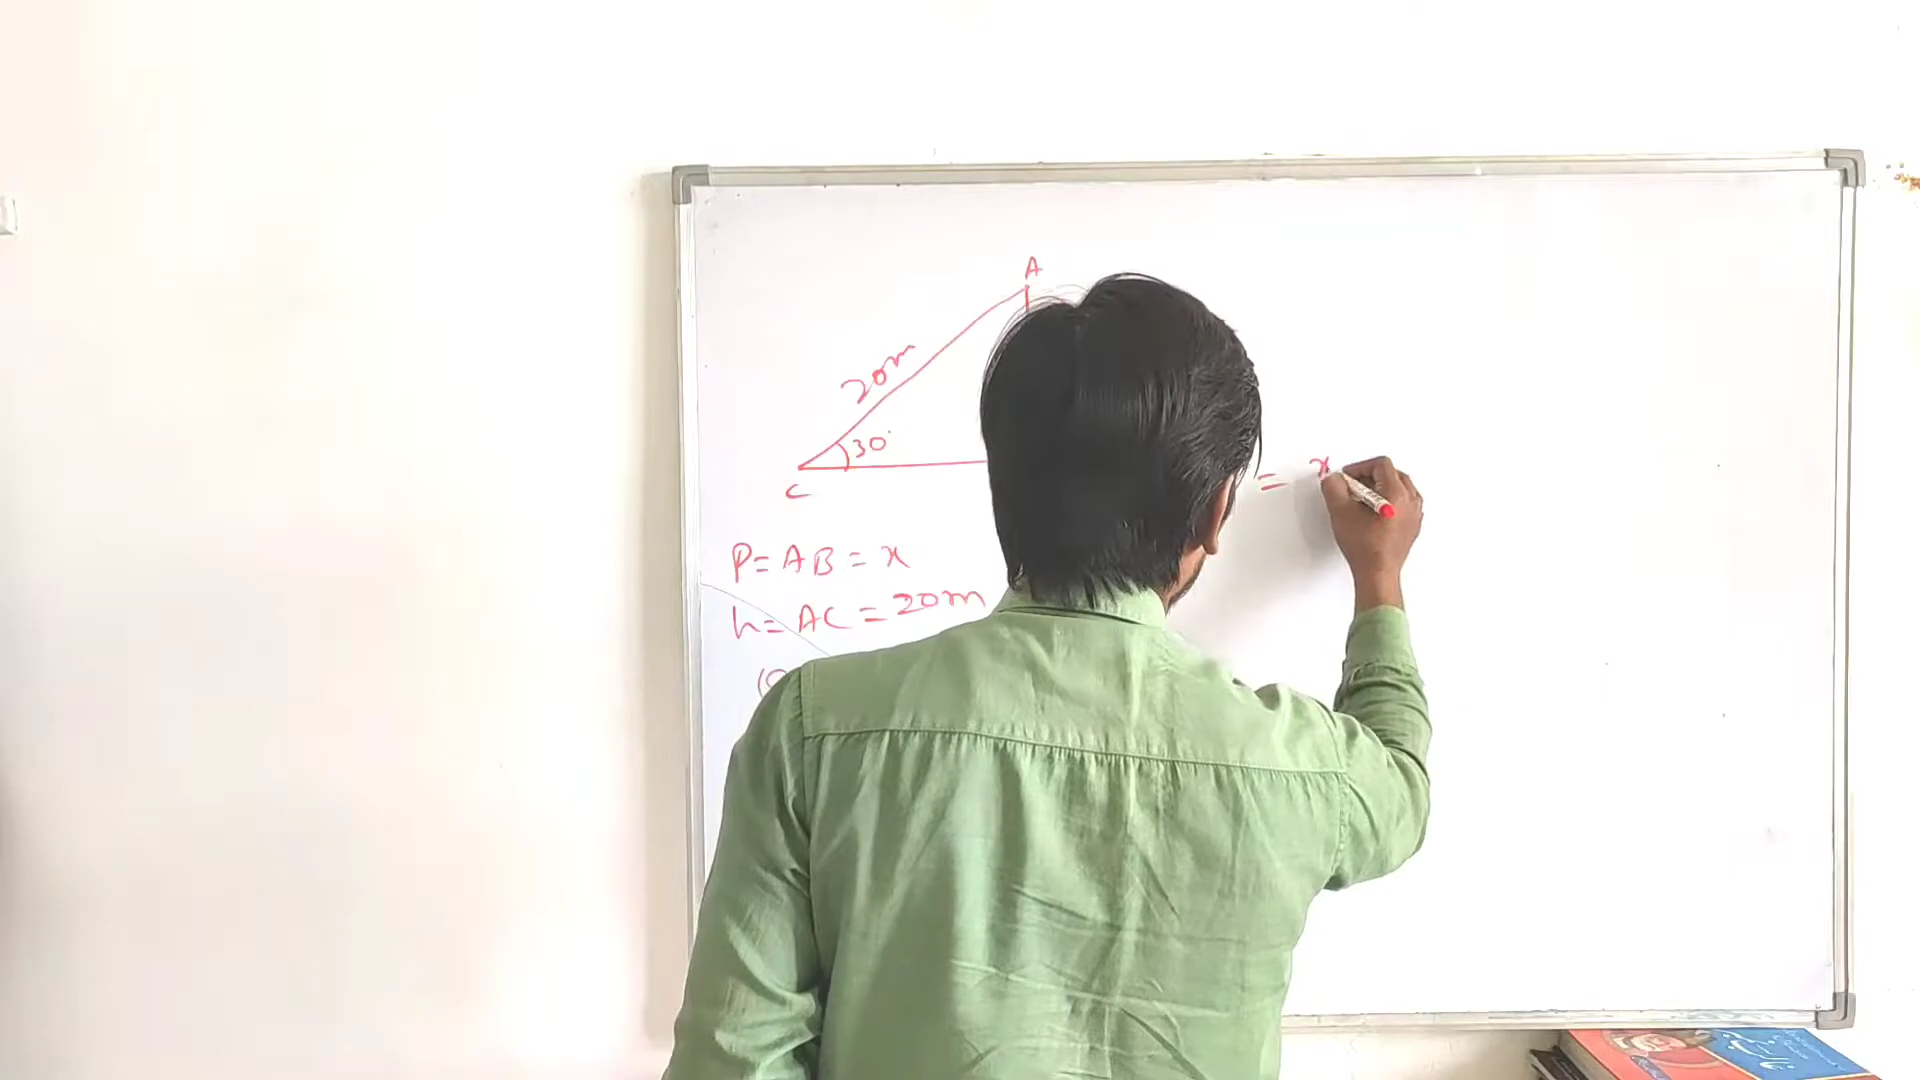 A
20m
30°
C
= x
P = AB = x
h = AC = 20m